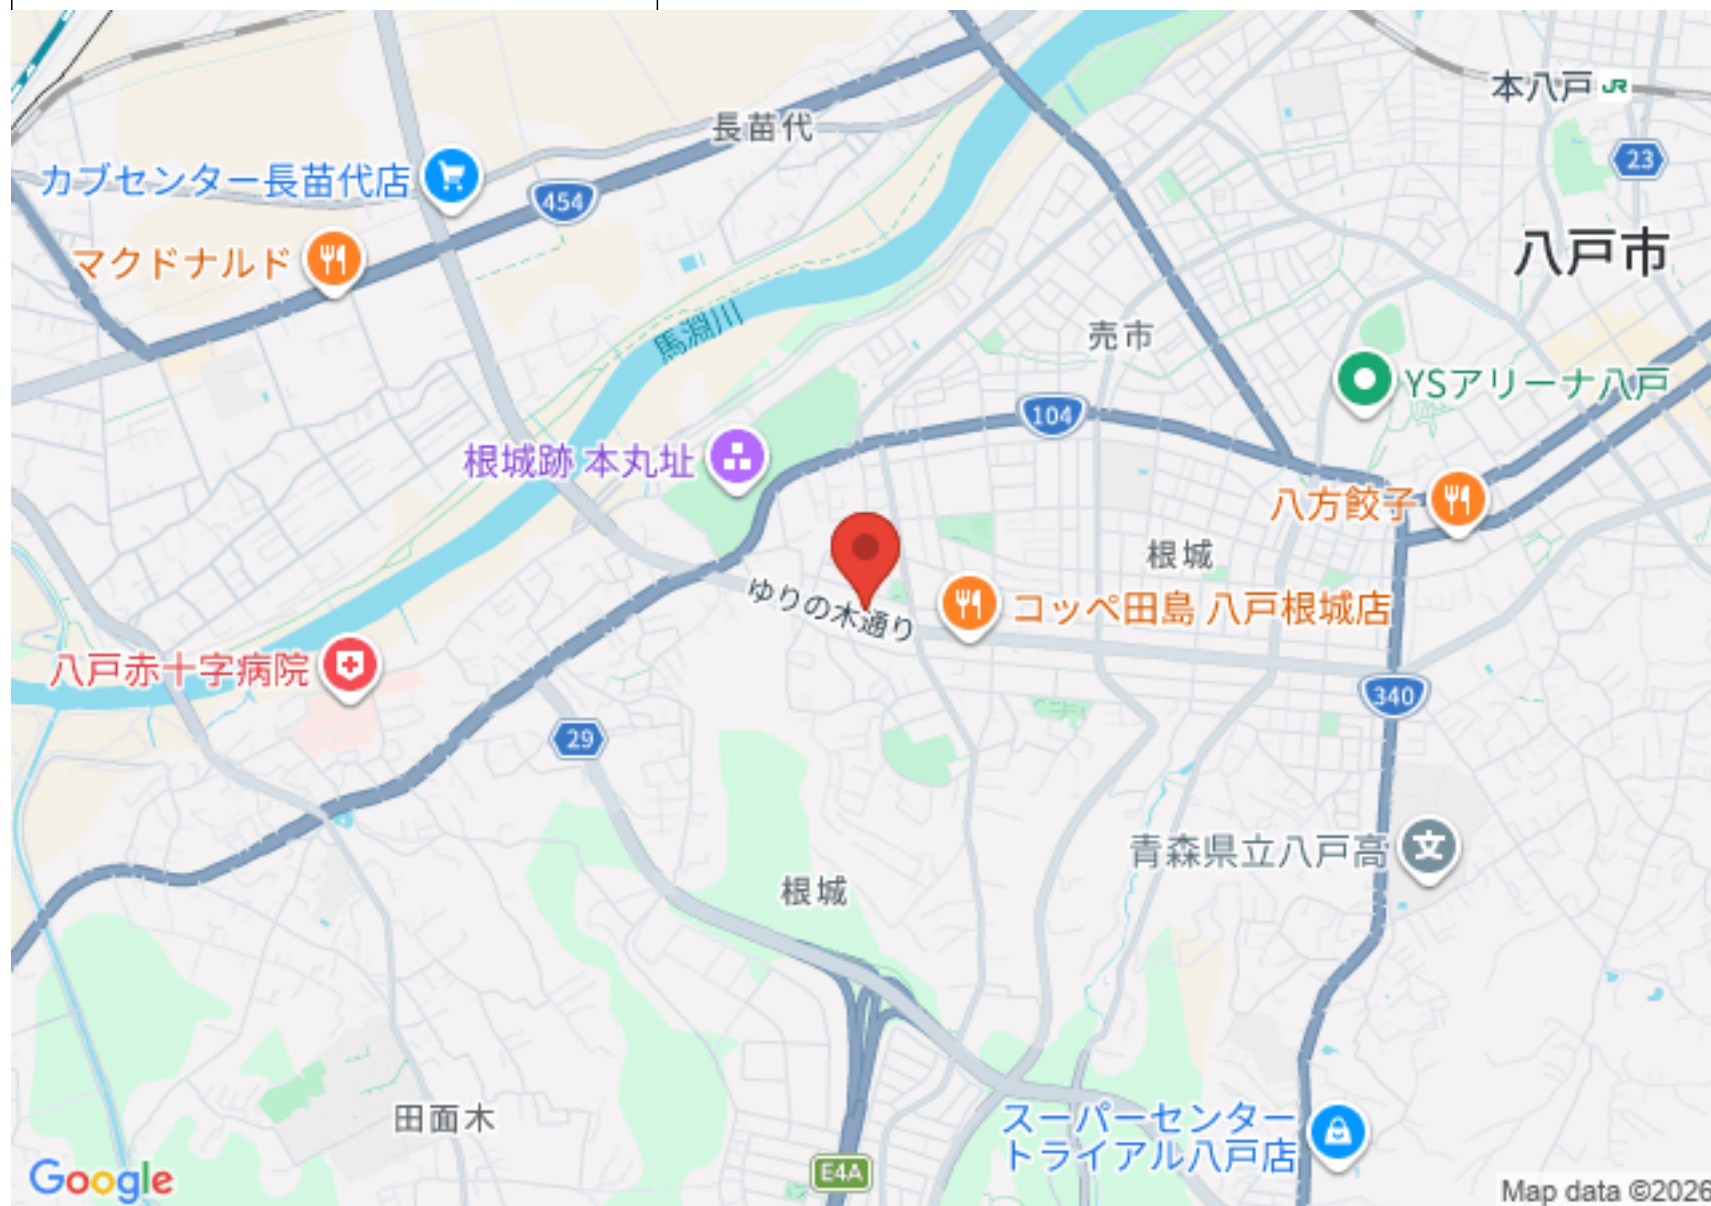 本八戸 JR
長苗代
23
カブセンター長苗代店
454
八戸市
マクドナルド
馬淵川
売市
YSアリーナ八戸
104
根城跡 本丸址
八方餃子
根城
ゆりの木通り
コッペ田島 八戸根城店
八戸赤十字病院
340
29
青森県立八戸高
文
根城
田面木
スーパーセンター
トライアル八戸店
E4A
Google
Map data ©2026